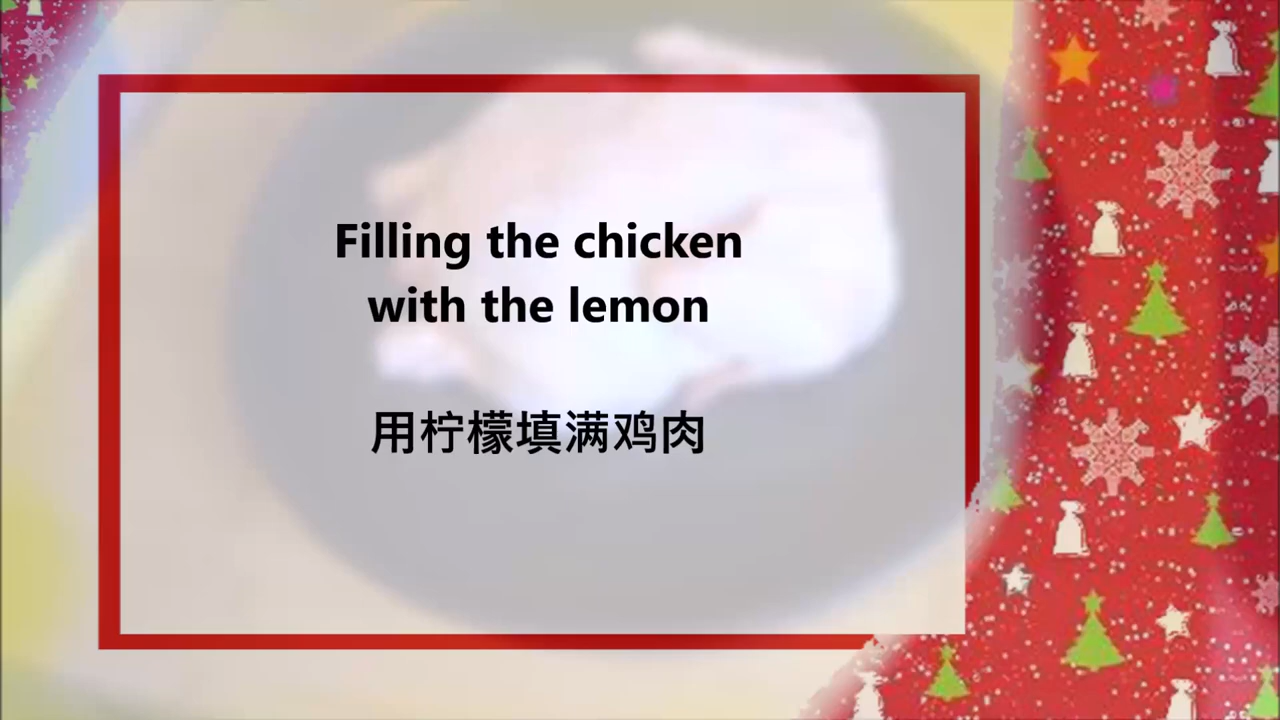 Filling the chicken
with the lemon
用柠檬填满鸡肉